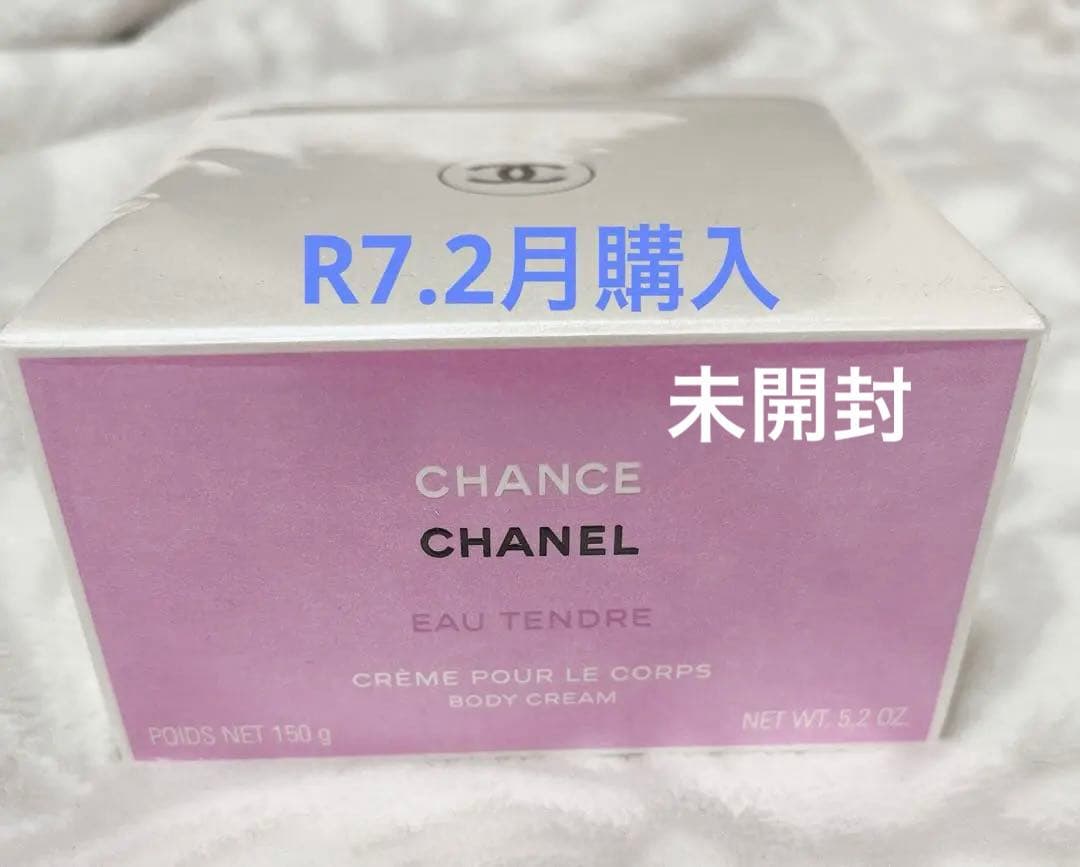 R7.2月購入
未開封
CHANCE
CHANEL
EAU TENDRE
CRÈME POUR LE CORPS
BODY CREAM
POIDS NET 150 g
NET WT. 5.2 OZ.